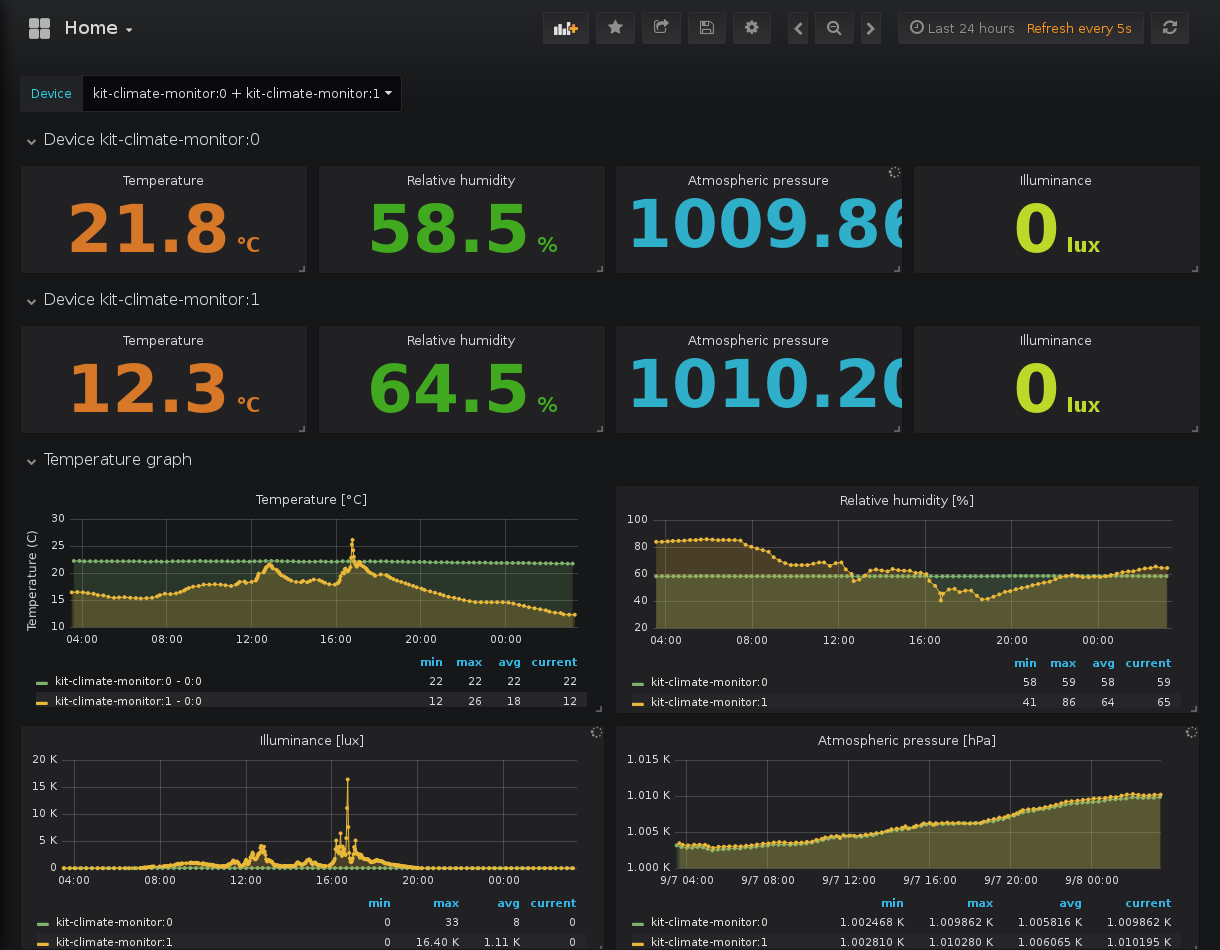 Home
Last 24 hours Refresh every 5s
Device kit-climate-monitor:0 + kit-climate-monitor:1
Device kit-climate-monitor:0
Temperature Relative humidity Atmospheric pressure Illuminance
21.8 °C 58.5 % 1009.86 0 lux
Device kit-climate-monitor:1
Temperature Relative humidity Atmospheric pressure Illuminance
12.3 °C 64.5 % 1010.20 0 lux
Temperature graph
Temperature [°C]
Temperature (C)
30
25
20
15
10
04:00 08:00 12:00 16:00 20:00 00:00
min max avg current
kit-climate-monitor:0 - 0:0 22 22 22 22
kit-climate-monitor:1 - 0:0 12 26 18 12
Relative humidity [%]
100
80
60
40
20
04:00 08:00 12:00 16:00 20:00 00:00
min max avg current
kit-climate-monitor:0 58 59 58 59
kit-climate-monitor:1 41 86 64 65
Illuminance [lux]
20 K
15 K
10 K
5 K
0
04:00 08:00 12:00 16:00 20:00 00:00
min max avg current
kit-climate-monitor:0 0 33 8 0
kit-climate-monitor:1 0 16.40 K 1.11 K 0
Atmospheric pressure [hPa]
1.015 K
1.010 K
1.005 K
1.000 K
9/7 04:00 9/7 08:00 9/7 12:00 9/7 16:00 9/7 20:00 9/8 00:00
min max avg current
kit-climate-monitor:0 1.002468 K 1.009862 K 1.005816 K 1.009862 K
kit-climate-monitor:1 1.002810 K 1.010280 K 1.006065 K 1.010195 K